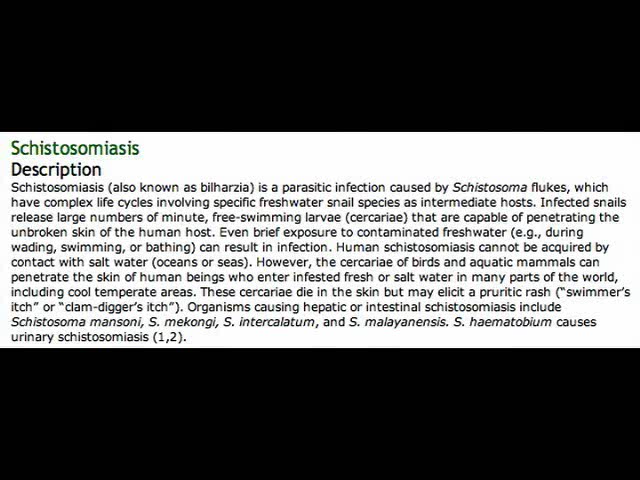 Schistosomiasis
Description
Schistosomiasis (also known as bilharzia) is a parasitic infection caused by Schistosoma flukes, which
have complex life cycles involving specific freshwater snail species as intermediate hosts. Infected snails
release large numbers of minute, free-swimming larvae (cercariae) that are capable of penetrating the
unbroken skin of the human host. Even brief exposure to contaminated freshwater (e.g., during
wading, swimming, or bathing) can result in infection. Human schistosomiasis cannot be acquired by
contact with salt water (oceans or seas). However, the cercariae of birds and aquatic mammals can
penetrate the skin of human beings who enter infested fresh or salt water in many parts of the world,
including cool temperate areas. These cercariae die in the skin but may elicit a pruritic rash (“swimmer’s
itch” or “clam-digger’s itch”). Organisms causing hepatic or intestinal schistosomiasis include
Schistosoma mansoni, S. mekongi, S. intercalatum, and S. malayanensis. S. haematobium causes
urinary schistosomiasis (1,2).